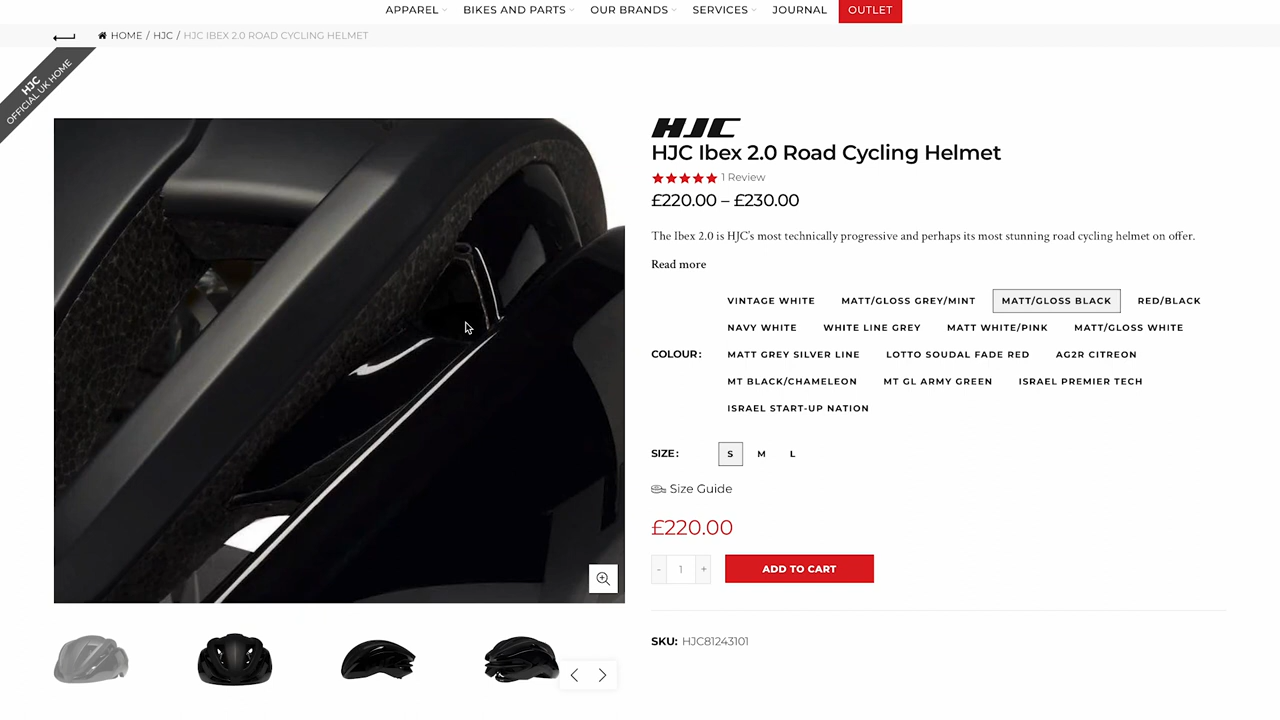 APPAREL BIKES AND PARTS OUR BRANDS SERVICES JOURNAL OUTLET
HOME / HJC / HJC IBEX 2.0 ROAD CYCLING HELMET
HJC
OFFICIAL UK HOME
HJC
HJC Ibex 2.0 Road Cycling Helmet
1 Review
£220.00 – £230.00
The Ibex 2.0 is HJC's most technically progressive and perhaps its most stunning road cycling helmet on offer.
Read more
VINTAGE WHITE MATT/GLOSS GREY/MINT MATT/GLOSS BLACK RED/BLACK
NAVY WHITE WHITE LINE GREY MATT WHITE/PINK MATT/GLOSS WHITE
COLOUR: MATT GREY SILVER LINE LOTTO SOUDAL FADE RED AG2R CITREON
MT BLACK/CHAMELEON MT GL ARMY GREEN ISRAEL PREMIER TECH
ISRAEL START-UP NATION
SIZE: S M L
Size Guide
£220.00
- 1 + ADD TO CART
SKU: HJC81243101